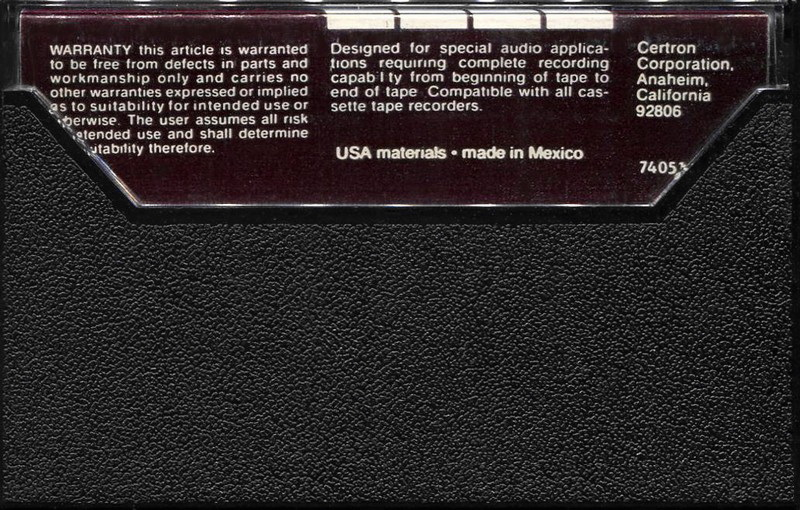 WARRANTY this article is warranted
to be free from defects in parts and
workmanship only and carries no
other warranties expressed or implied
as to suitability for intended use or
The user assumes all risk
use and shall determine
therefore.
Designed for special audio applica-
tions requiring complete recording
capab lty from beginning of tape to
end of tape Compatible with all cas-
sette tape recorders.
USA materials • made in Mexico
Certron
Corporation,
Anaheim,
California
92806
7405